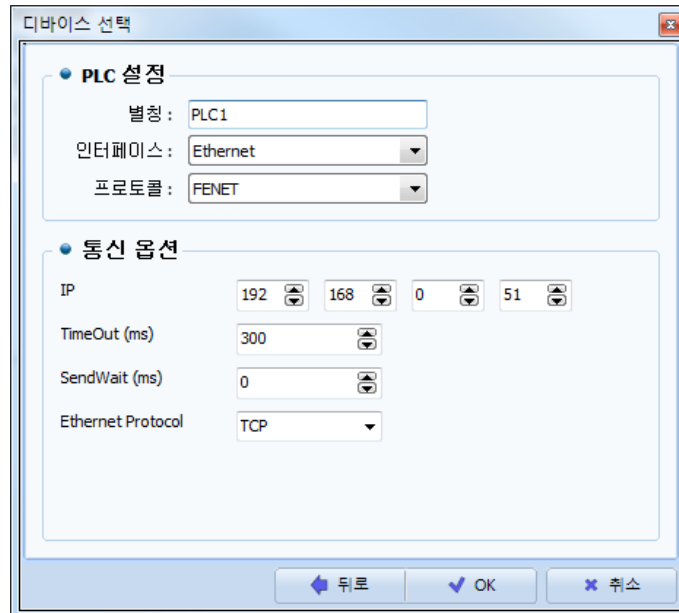 디바이스 선택
PLC 설정
별칭 : PLC1
인터페이스 : Ethernet
프로토콜 : FENET
통신 옵션
IP 192 168 0 51
TimeOut (ms) 300
SendWait (ms) 0
Ethernet Protocol TCP
뒤로 OK 취소